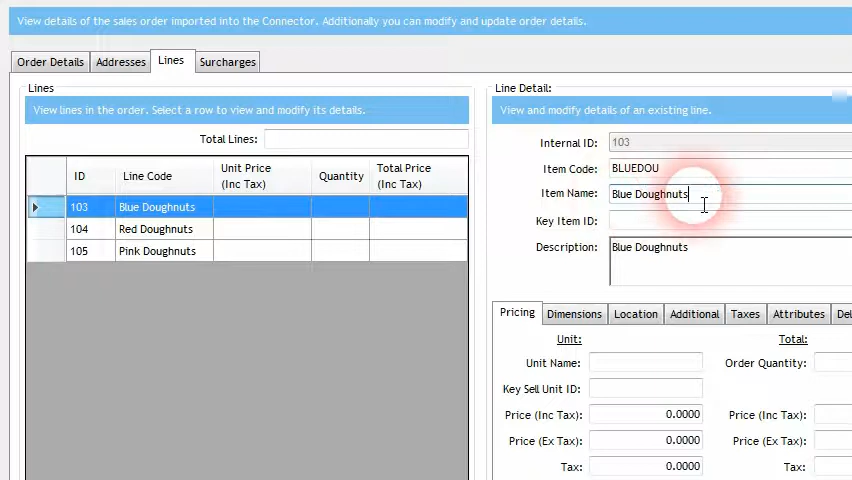 View details of the sales order imported into the Connector. Additionally you can modify and update order details.
Order Details Addresses Lines Surcharges
Lines
View lines in the order. Select a row to view and modify its details.
Total Lines:
ID Line Code Unit Price (Inc Tax) Quantity Total Price (Inc Tax)
103 Blue Doughnuts
104 Red Doughnuts
105 Pink Doughnuts
Line Detail:
View and modify details of an existing line.
Internal ID: 103
Item Code: BLUEDOU
Item Name: Blue Doughnuts
Key Item ID:
Description: Blue Doughnuts
Pricing Dimensions Location Additional Taxes Attributes Del
Unit: Total:
Unit Name: Order Quantity:
Key Sell Unit ID:
Price (Inc Tax): 0.0000 Price (Inc Tax):
Price (Ex Tax): 0.0000 Price (Ex Tax):
Tax: 0.0000 Tax: